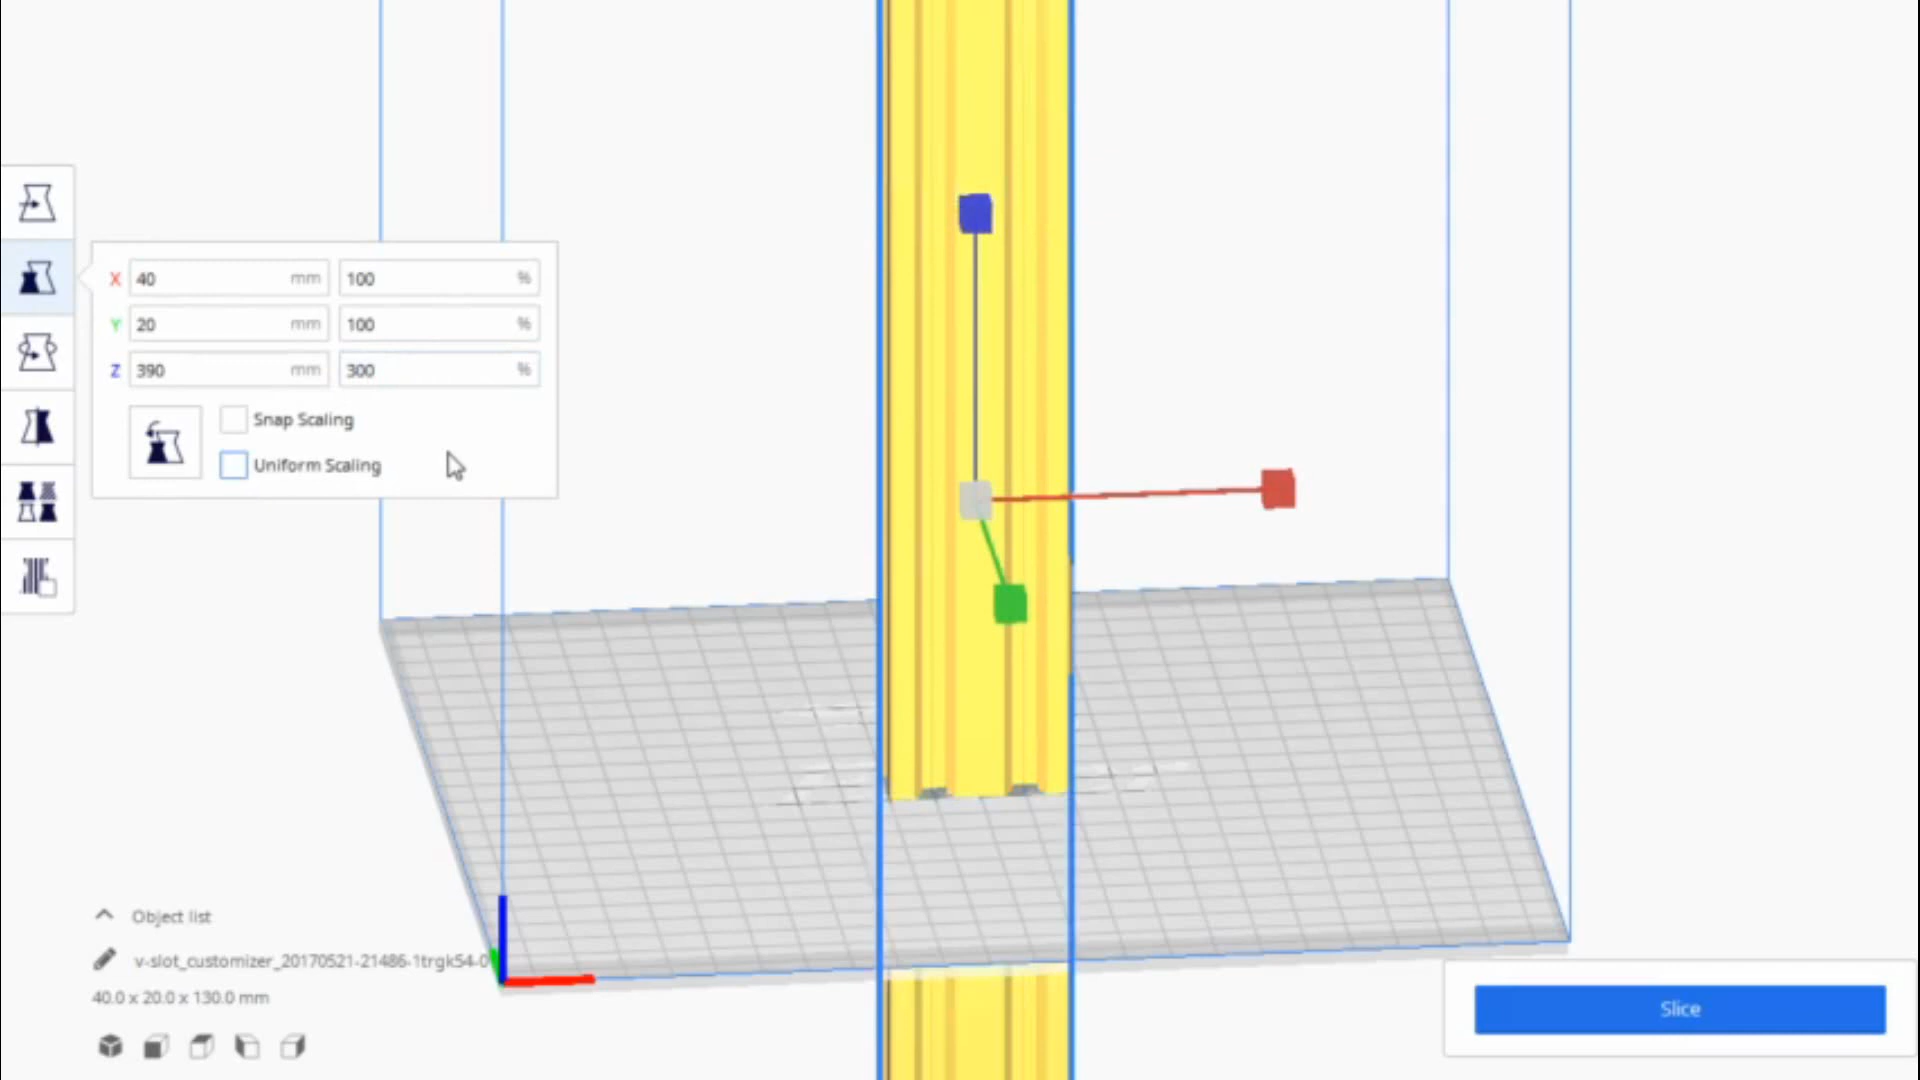 X 40 mm 100 %
Y 20 mm 100 %
Z 390 mm 300 %
Snap Scaling
Uniform Scaling
Object list
v-slot_customizer_20170521-21486-1trgk54-0
40.0 x 20.0 x 130.0 mm
Slice